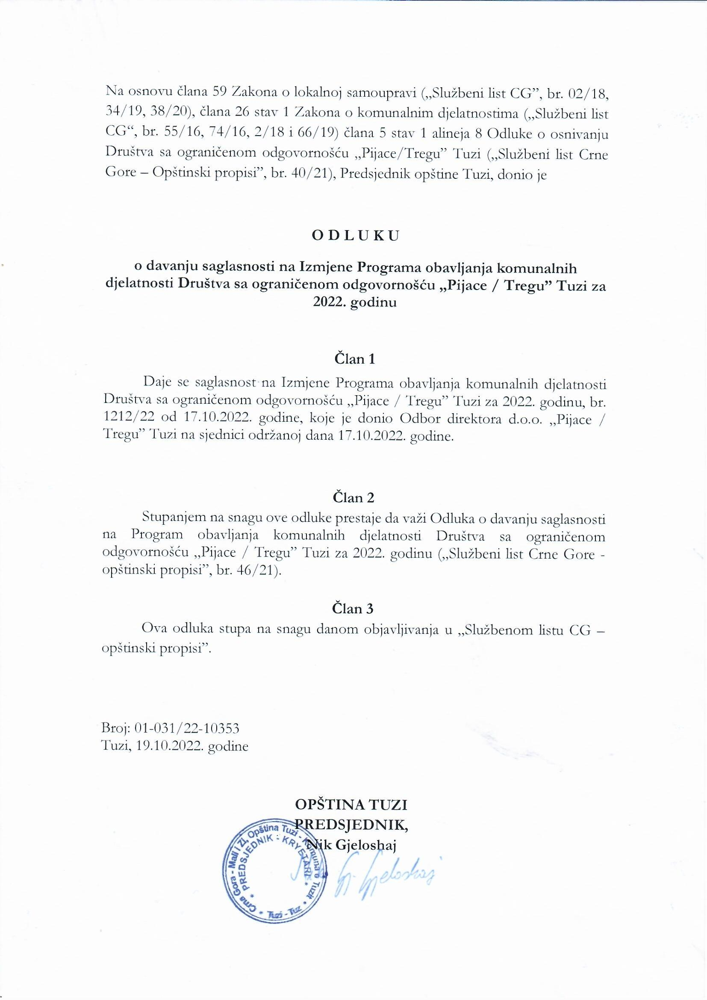 Na osnovu člana 59 Zakona o lokalnoj samoupravi („Službeni list CG”, br. 02/18,
34/19, 38/20), člana 26 stav 1 Zakona o komunalnim djelatnostima („Službeni list
CG“, br. 55/16, 74/16, 2/18 i 66/19) člana 5 stav 1 alineja 8 Odluke o osnivanju
Društva sa ograničenom odgovornošću „Pijace/Tregu” Tuzi („Službeni list Crne
Gore – Opštinski propisi”, br. 40/21), Predsjednik opštine Tuzi, donio je
O D L U K U
o davanju saglasnosti na Izmjene Programa obavljanja komunalnih
djelatnosti Društva sa ograničenom odgovornošću „Pijace / Tregu” Tuzi za
2022. godinu
Član 1
Daje se saglasnost na Izmjene Programa obavljanja komunalnih djelatnosti
Društva sa ograničenom odgovornošću „Pijace / Tregu” Tuzi za 2022. godinu, br.
1212/22 od 17.10.2022. godine, koje je donio Odbor direktora d.o.o. „Pijace /
Tregu” Tuzi na sjednici održanoj dana 17.10.2022. godine.
Član 2
Stupanjem na snagu ove odluke prestaje da važi Odluka o davanju saglasnosti
na Program obavljanja komunalnih djelatnosti Društva sa ograničenom
odgovornošću „Pijace / Tregu” Tuzi za 2022. godinu („Službeni list Crne Gore -
opštinski propisi”, br. 46/21).
Član 3
Ova odluka stupa na snagu danom objavljivanja u „Službenom listu CG –
opštinski propisi”.
Broj: 01-031/22-10353
Tuzi, 19.10.2022. godine
OPŠTINA TUZI
PREDSJEDNIK,
Nik Gjeloshaj
Crna Gora - Mali i Zi, Opština Tuzi - Komuna e Tuzit
* PREDSJEDNIK - KRYETARI *
* Tuzi - Tuz *
Gjeloshaj